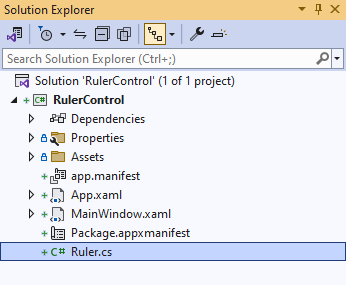 Solution Explorer
Search Solution Explorer (Ctrl+;)
Solution 'RulerControl' (1 of 1 project)
C# RulerControl
Dependencies
Properties
Assets
app.manifest
App.xaml
MainWindow.xaml
Package.appxmanifest
C# Ruler.cs